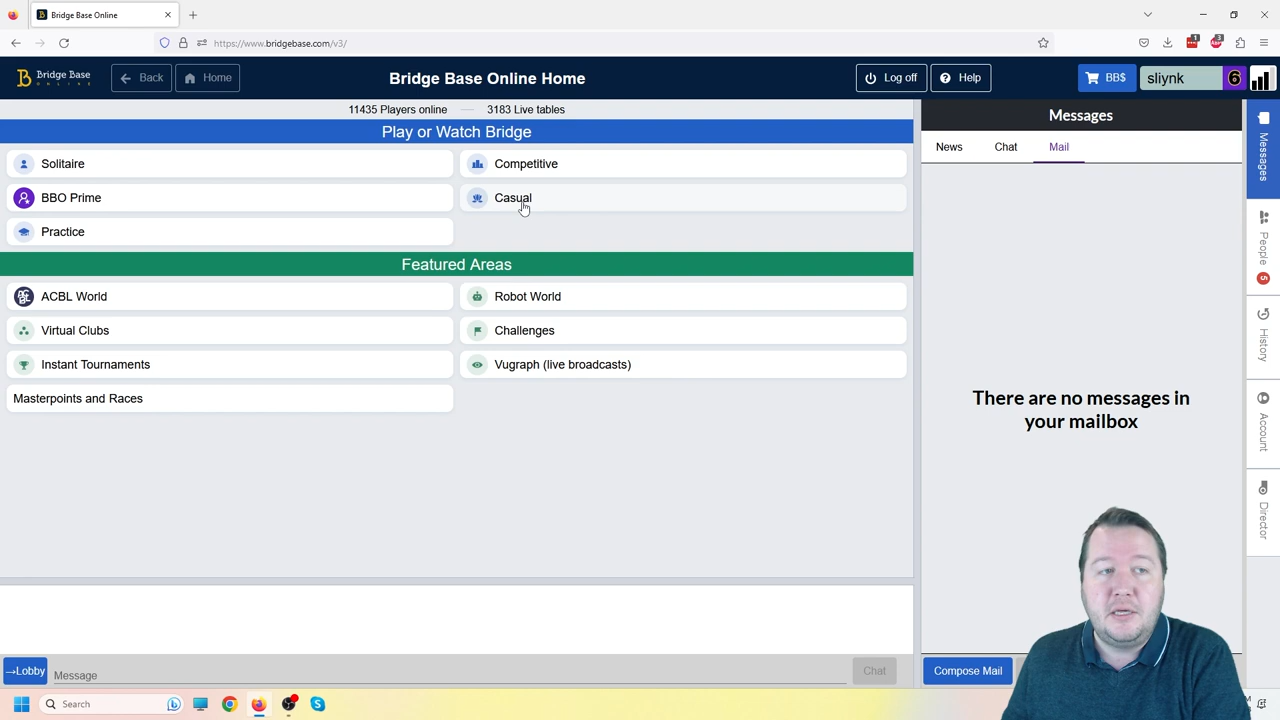 Bridge Base Online
https://www.bridgebase.com/v3/
1
3
Bridge Base
ONLINE
Back
Home
Bridge Base Online Home
Log off
Help
BB$
sliynk
6
11435 Players online
3183 Live tables
Play or Watch Bridge
Solitaire
Competitive
BBO Prime
Casual
Practice
Featured Areas
ACBL World
Robot World
Virtual Clubs
Challenges
Instant Tournaments
Vugraph (live broadcasts)
Masterpoints and Races
Messages
News
Chat
Mail
There are no messages in
your mailbox
Compose Mail
Messages
People
5
History
Account
Director
→Lobby
Message
Chat
Search